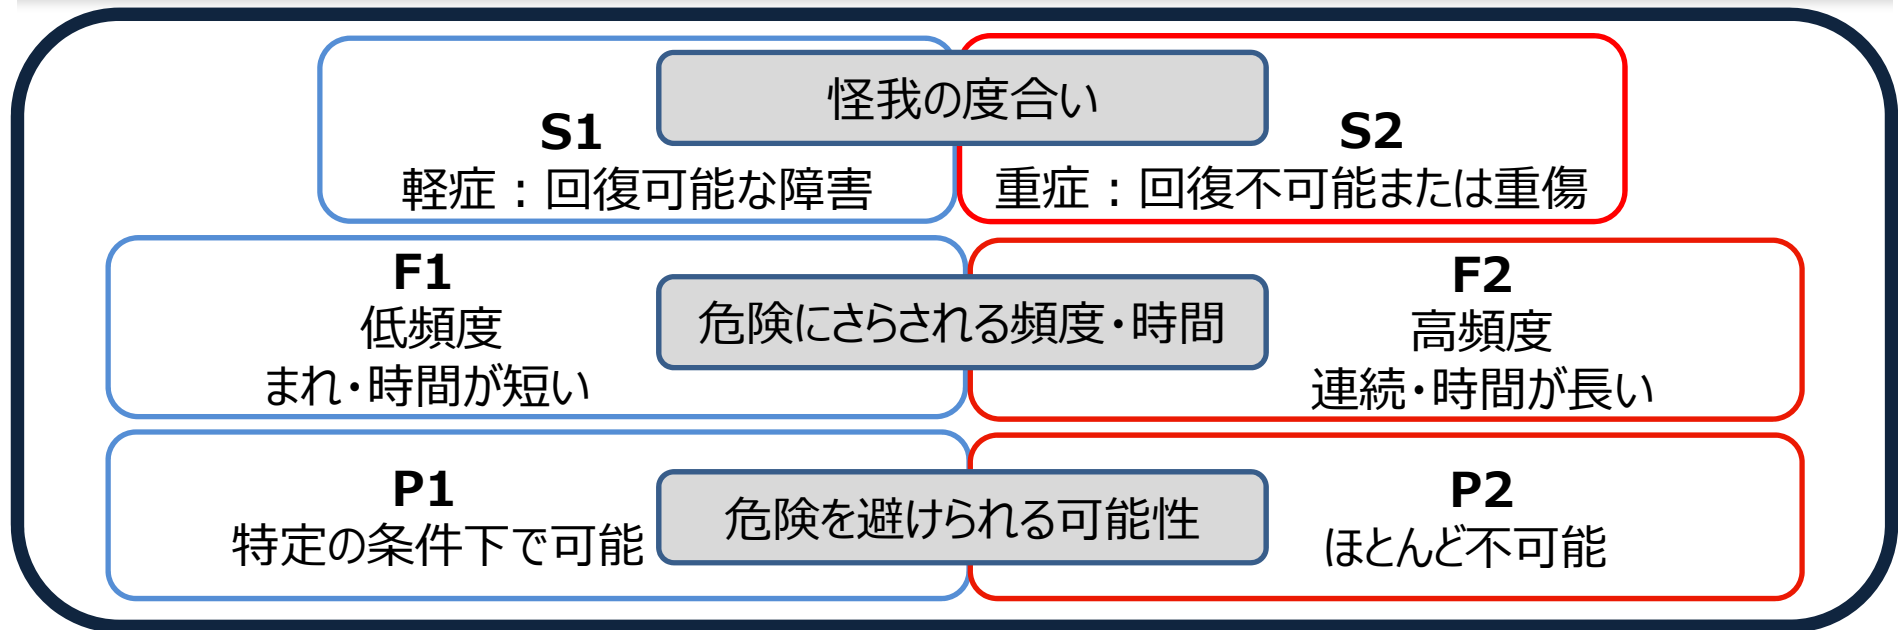 怪我の度合い
S1
軽症：回復可能な障害
S2
重症：回復不可能または重傷
危険にさらされる頻度・時間
F1
低頻度
まれ・時間が短い
F2
高頻度
連続・時間が長い
危険を避けられる可能性
P1
特定の条件下で可能
P2
ほとんど不可能